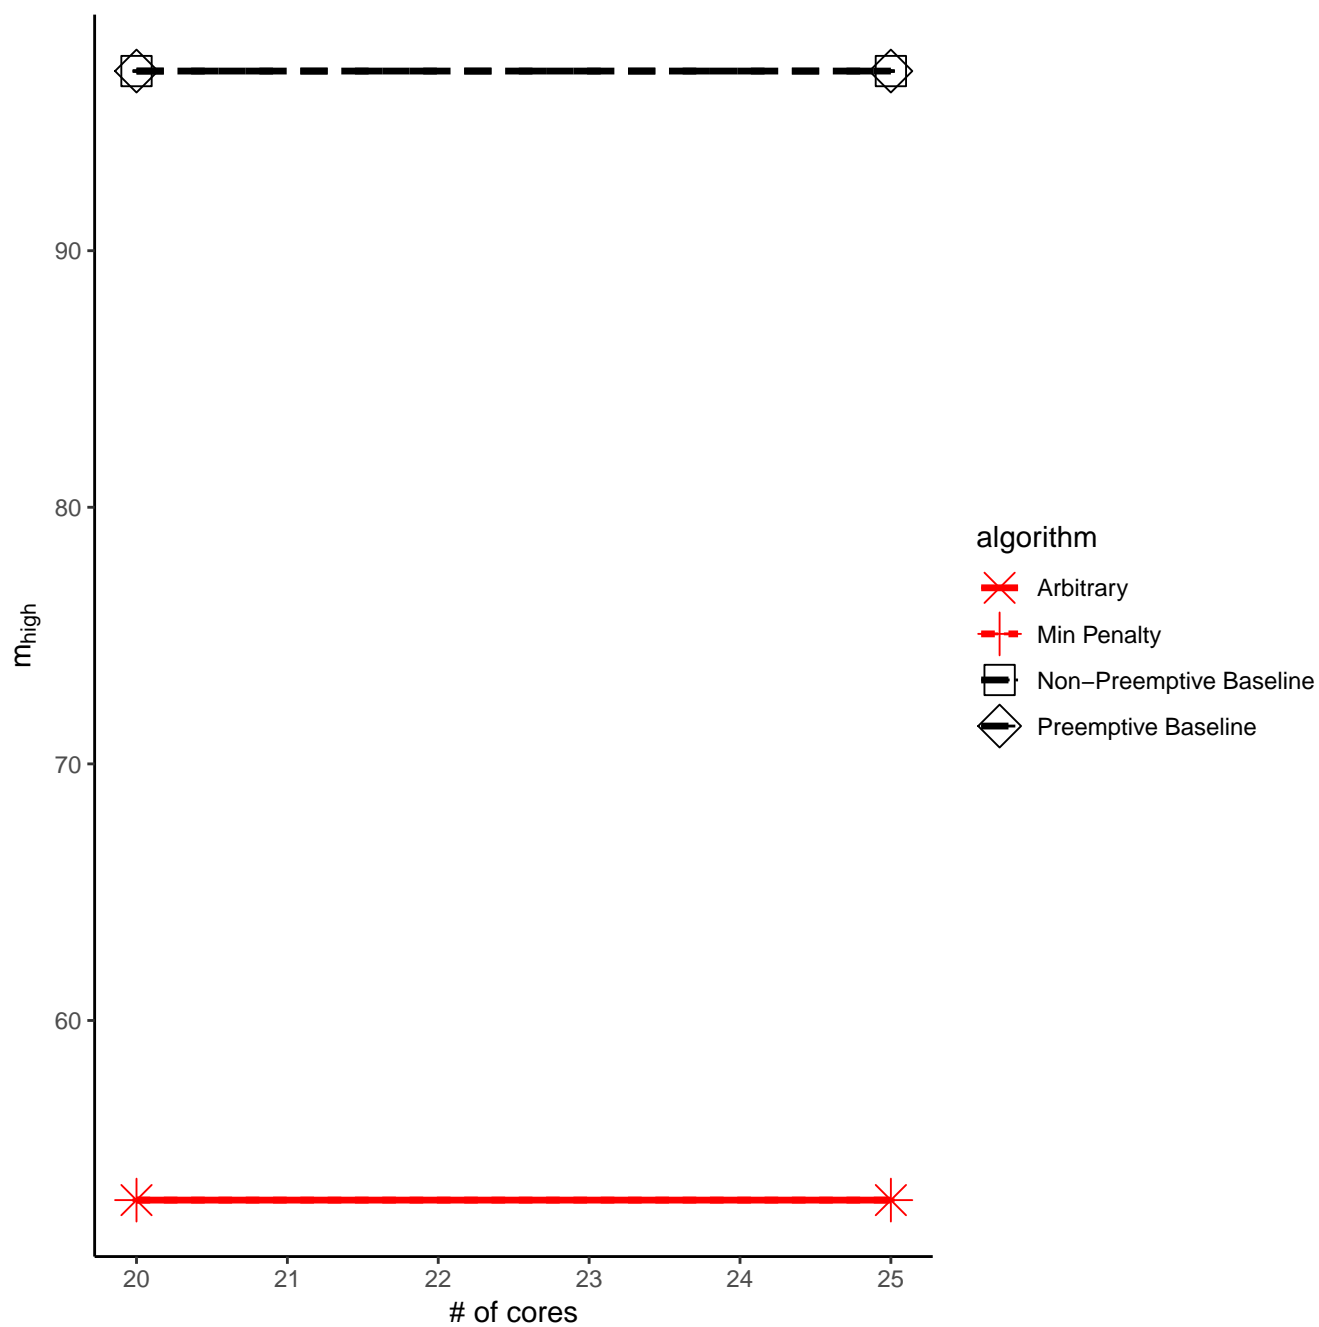 90
80
70
60
m_high
20 21 22 23 24 25
# of cores
algorithm
Arbitrary
Min Penalty
Non−Preemptive Baseline
Preemptive Baseline